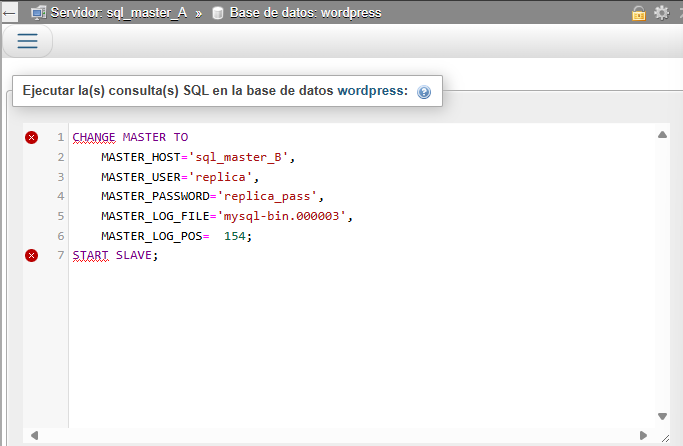 Servidor: sql_master_A » Base de datos: wordpress
Ejecutar la(s) consulta(s) SQL en la base de datos wordpress:
1 CHANGE MASTER TO
2     MASTER_HOST='sql_master_B',
3     MASTER_USER='replica',
4     MASTER_PASSWORD='replica_pass',
5     MASTER_LOG_FILE='mysql-bin.000003',
6     MASTER_LOG_POS=  154;
7 START SLAVE;